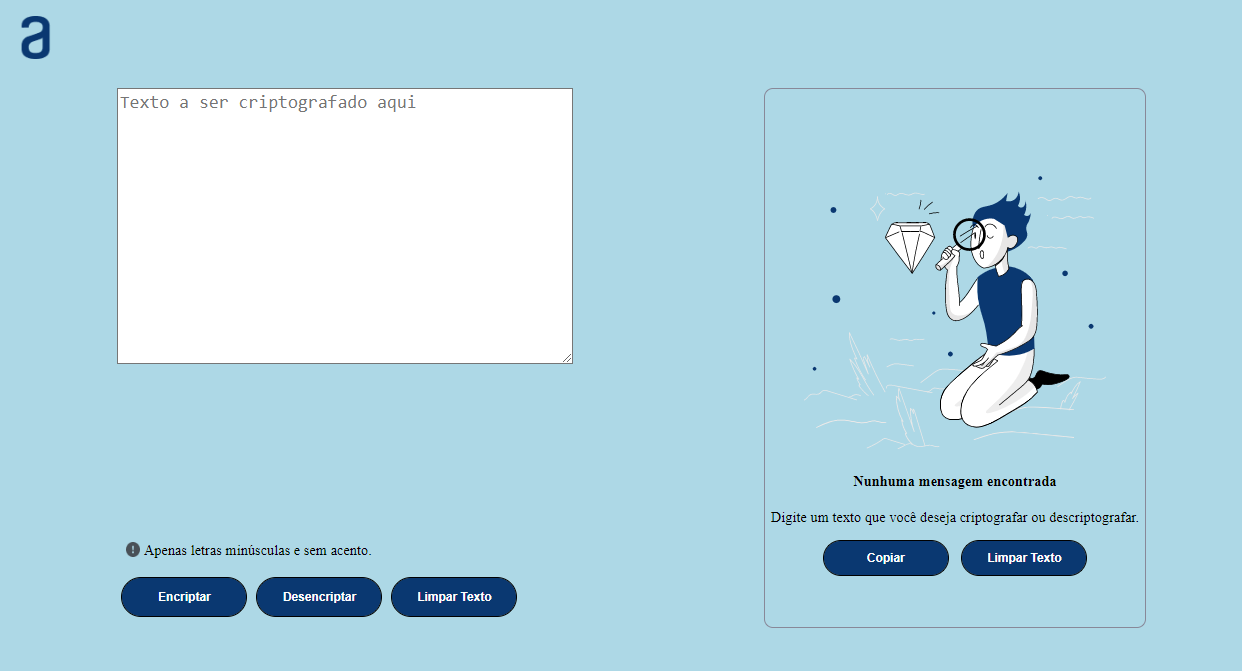 a
Texto a ser criptografado aqui
Apenas letras minúsculas e sem acento.
Encriptar
Desencriptar
Limpar Texto
Nunhuma mensagem encontrada
Digite um texto que você deseja criptografar ou descriptografar.
Copiar
Limpar Texto